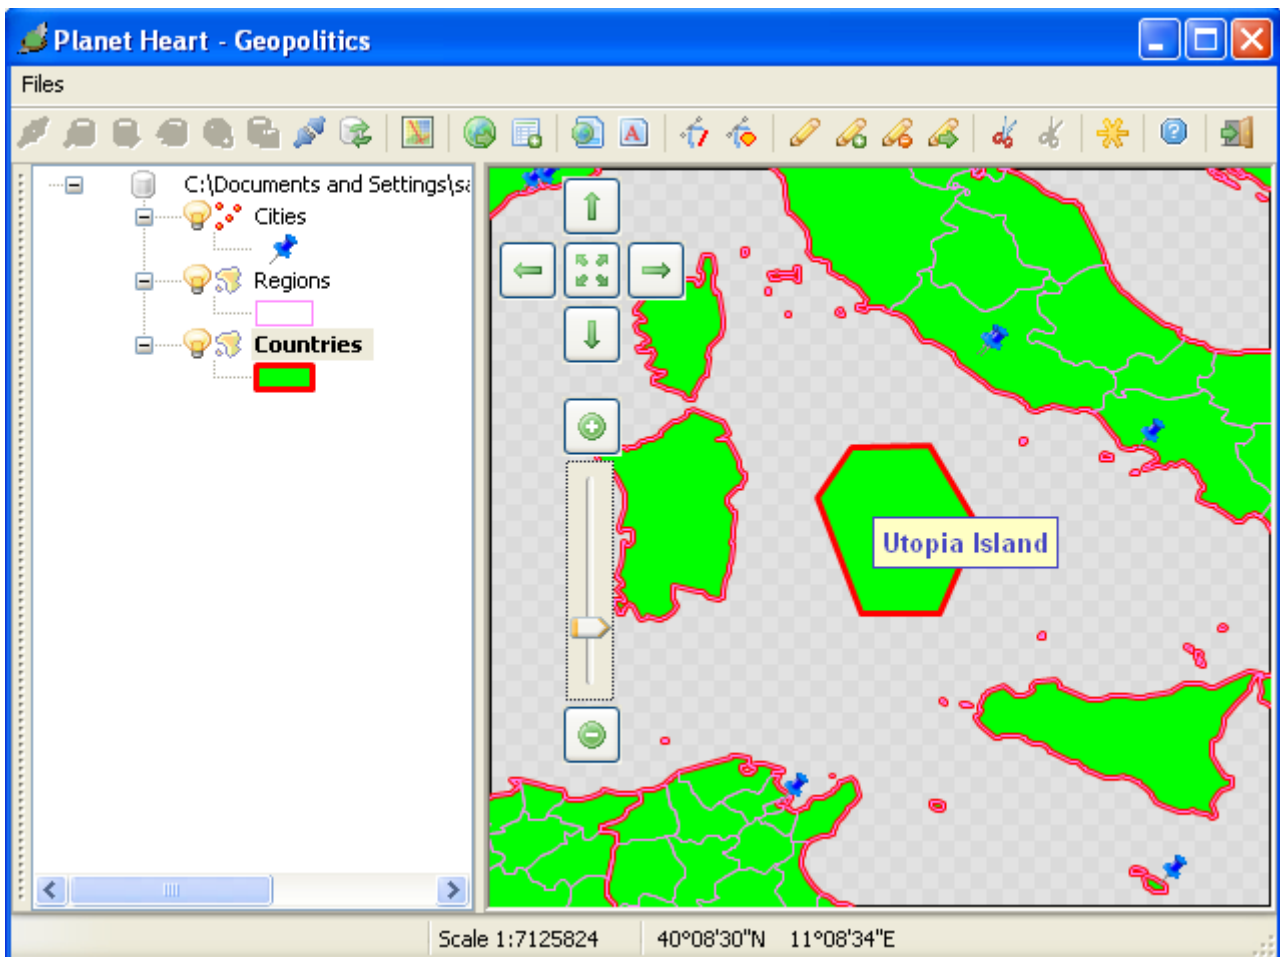 Planet Heart - Geopolitics
Files
C:\Documents and Settings\sa
Cities
Regions
Countries
Utopia Island
Scale 1:7125824
40°08'30"N 11°08'34"E